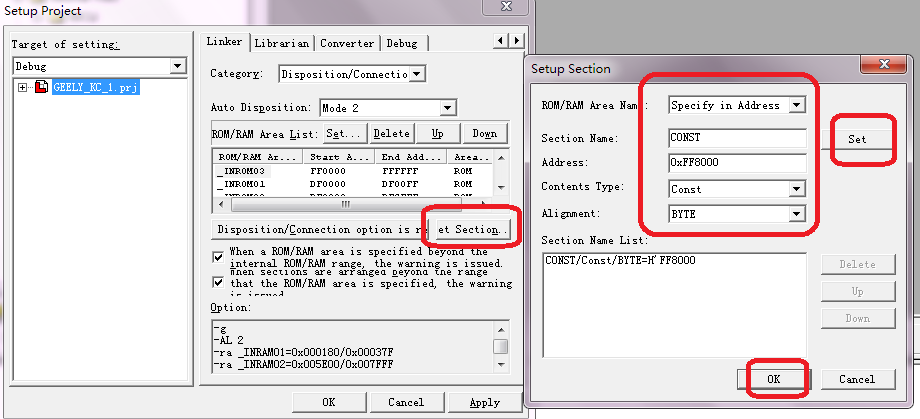 Setup Project
Target of setting:
Debug
GEELY_KC_1.prj
Linker
Librarian
Converter
Debug
Category:
Disposition/Connectio
Auto Disposition:
Mode 2
ROM/RAM Area List:
Set...
Delete
Up
Down
ROM/RAM Ar...
Start A...
End Add...
Area...
_INROM03
FF0000
FFFFFF
ROM
_INROM01
DF0000
DF00FF
ROM
Disposition/Connection option is re
et Section..
When a ROM/RAM area is specified beyond the
internal ROM/RAM range, the warning is issued.
When sections are arranged beyond the range
that the ROM/RAM area is specified, the warning
is issued
Option:
-g
-AL 2
-ra _INRAM01=0x000180/0x00037F
-ra _INRAM02=0x005E00/0x007FFF
OK
Cancel
Apply
Setup Section
ROM/RAM Area Name:
Specify in Address
Section Name:
CONST
Set
Address:
0xFF8000
Contents Type:
Const
Alignment:
BYTE
Section Name List:
CONST/Const/BYTE=H'FF8000
Delete
Up
Down
OK
Cancel